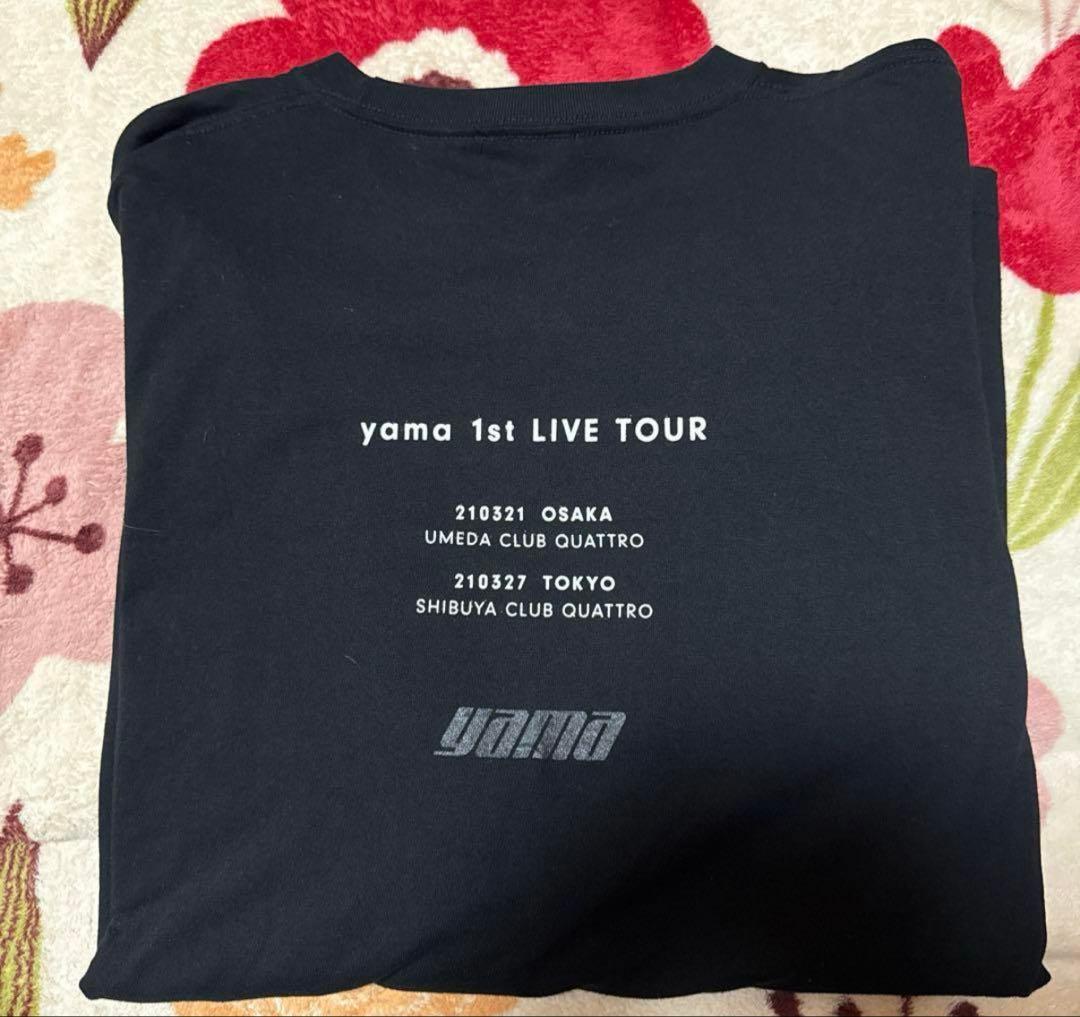 yama 1st LIVE TOUR
210321 OSAKA
UMEDA CLUB QUATTRO
210327 TOKYO
SHIBUYA CLUB QUATTRO
yama